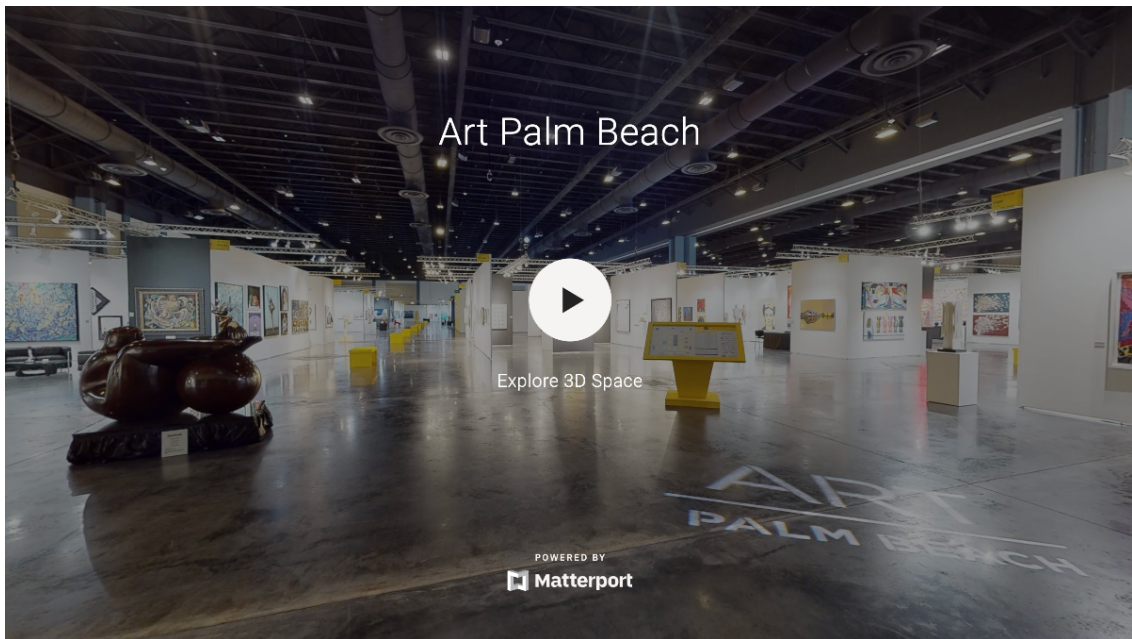 Art Palm Beach
Explore 3D Space
ART
PALM BEACH
POWERED BY
Matterport